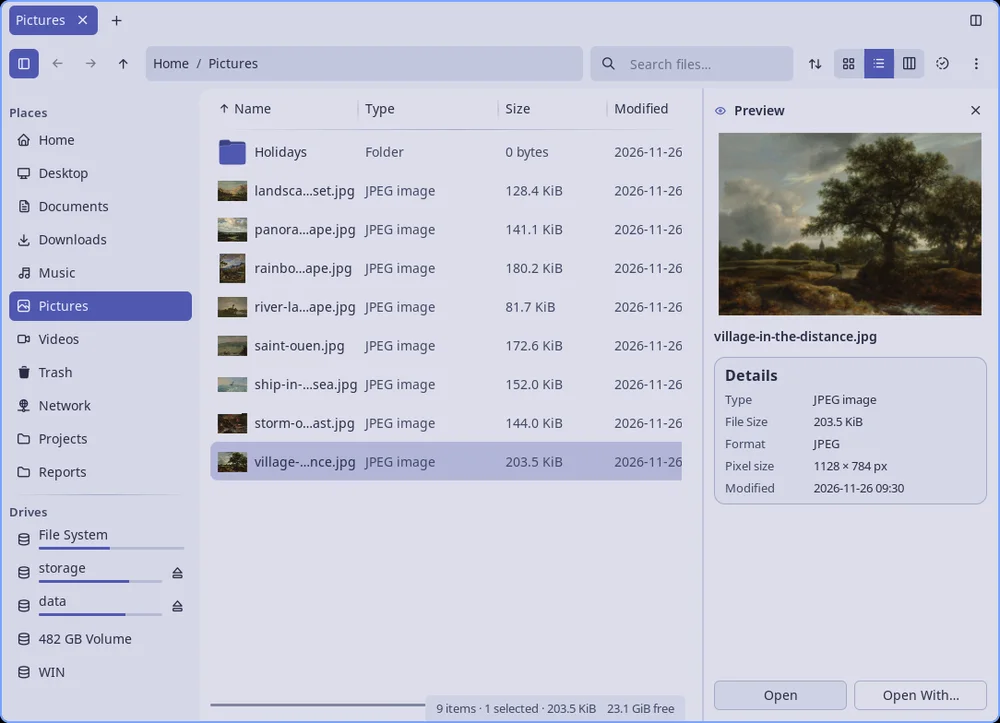 Pictures
Home / Pictures
Search files...
Places
Home
Desktop
Documents
Downloads
Music
Pictures
Videos
Trash
Network
Projects
Reports
Drives
File System
storage
data
482 GB Volume
WIN
Name Type Size Modified
Holidays Folder 0 bytes 2026-11-26
landsca...set.jpg JPEG image 128.4 KiB 2026-11-26
panora...ape.jpg JPEG image 141.1 KiB 2026-11-26
rainbo...ape.jpg JPEG image 180.2 KiB 2026-11-26
river-la...ape.jpg JPEG image 81.7 KiB 2026-11-26
saint-ouen.jpg JPEG image 172.6 KiB 2026-11-26
ship-in-...sea.jpg JPEG image 152.0 KiB 2026-11-26
storm-o...ast.jpg JPEG image 144.0 KiB 2026-11-26
village-...nce.jpg JPEG image 203.5 KiB 2026-11-26
9 items · 1 selected · 203.5 KiB 23.1 GiB free
Preview
village-in-the-distance.jpg
Details
Type JPEG image
File Size 203.5 KiB
Format JPEG
Pixel size 1128 × 784 px
Modified 2026-11-26 09:30
Open Open With...